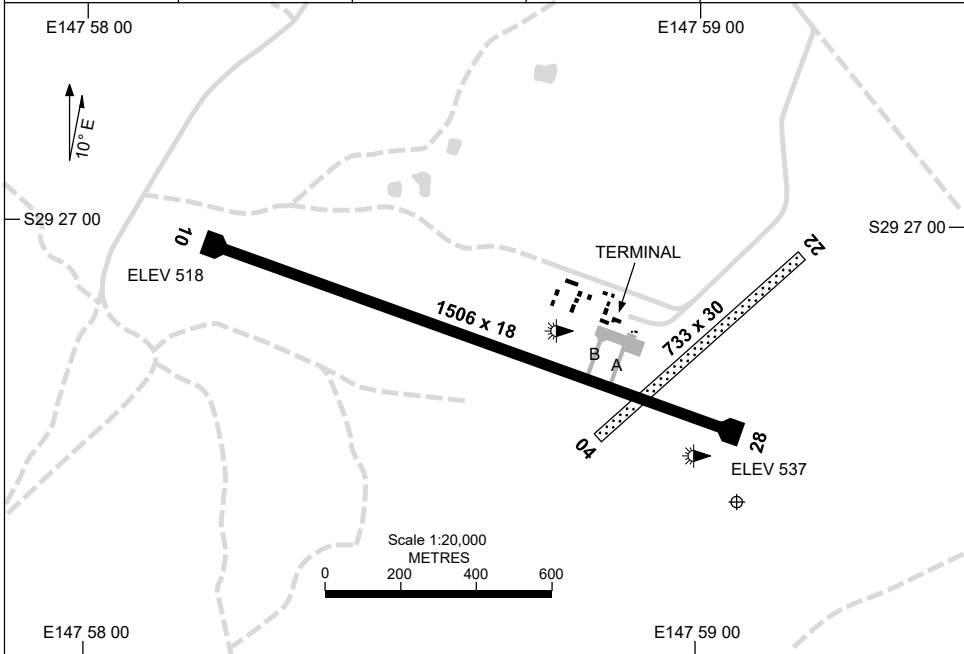 E147 58 00
E147 59 00
10° E
S29 27 00
S29 27 00
10
ELEV 518
TERMINAL
22
1506 x 18
733 x 30
B
A
04
28
ELEV 537
Scale 1:20,000
METRES
0 200 400 600
E147 58 00
E147 59 00